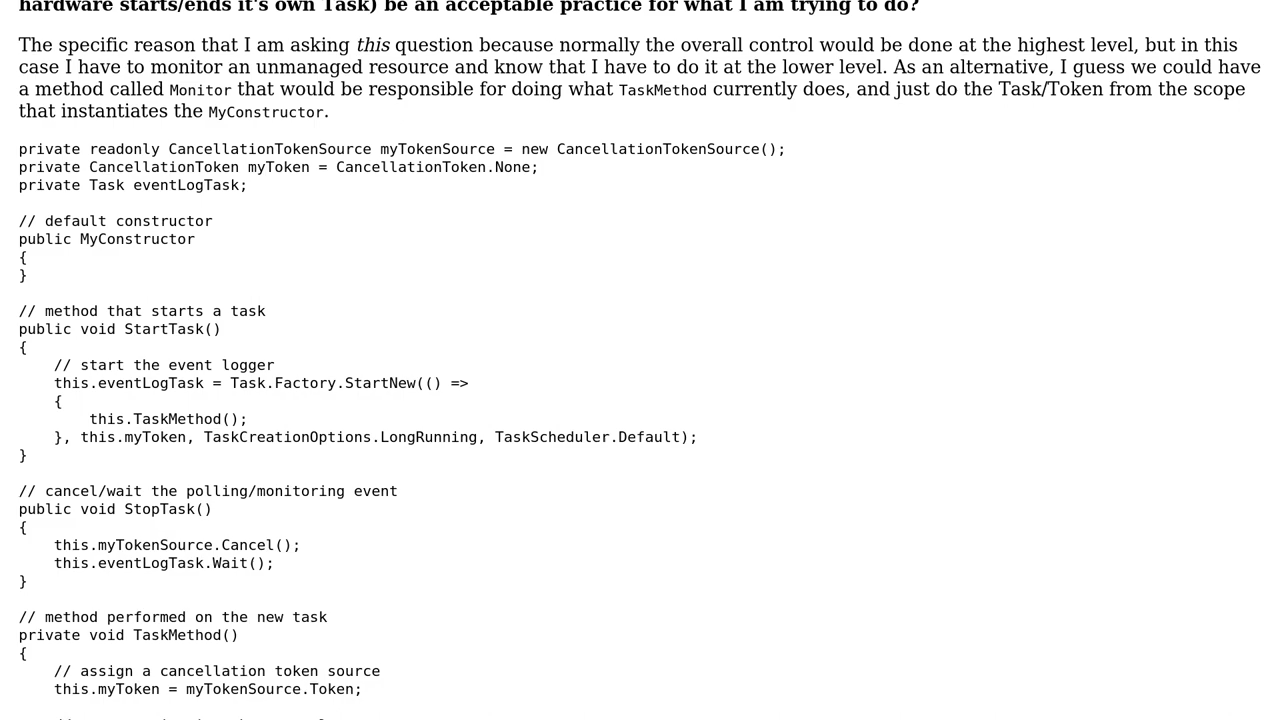 hardware starts/ends it's own Task) be an acceptable practice for what I am trying to do?
The specific reason that I am asking this question because normally the overall control would be done at the highest level, but in this
case I have to monitor an unmanaged resource and know that I have to do it at the lower level. As an alternative, I guess we could have
a method called Monitor that would be responsible for doing what TaskMethod currently does, and just do the Task/Token from the scope
that instantiates the MyConstructor.
private readonly CancellationTokenSource myTokenSource = new CancellationTokenSource();
private CancellationToken myToken = CancellationToken.None;
private Task eventLogTask;
// default constructor
public MyConstructor
{
}
// method that starts a task
public void StartTask()
{
    // start the event logger
    this.eventLogTask = Task.Factory.StartNew(() =>
    {
        this.TaskMethod();
    }, this.myToken, TaskCreationOptions.LongRunning, TaskScheduler.Default);
}
// cancel/wait the polling/monitoring event
public void StopTask()
{
    this.myTokenSource.Cancel();
    this.eventLogTask.Wait();
}
// method performed on the new task
private void TaskMethod()
{
    // assign a cancellation token source
    this.myToken = myTokenSource.Token;